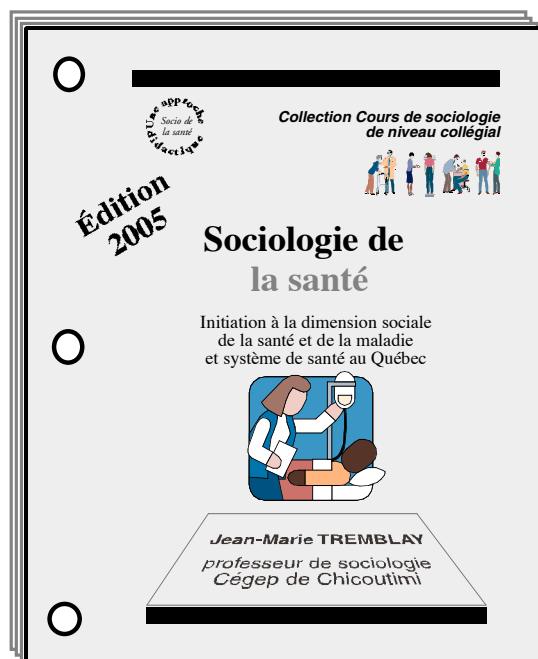 Une approche didactique
Socio de
la santé
Collection Cours de sociologie
de niveau collégial
Édition
2005
Sociologie de
la santé
Initiation à la dimension sociale
de la santé et de la maladie
et système de santé au Québec
Jean-Marie TREMBLAY
professeur de sociologie
Cégep de Chicoutimi